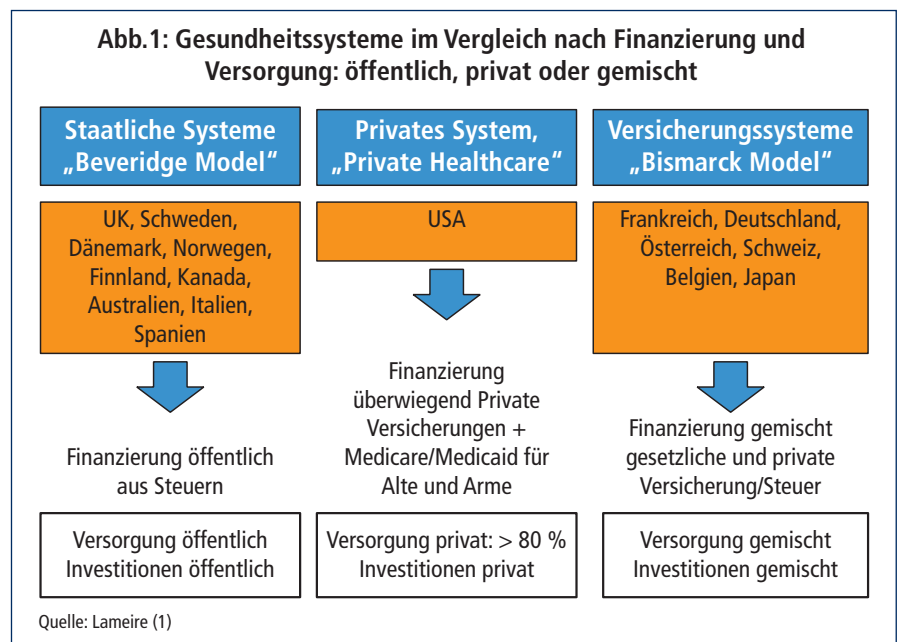 Abb.1: Gesundheitssysteme im Vergleich nach Finanzierung und
Versorgung: öffentlich, privat oder gemischt
Staatliche Systeme
„Beveridge Model“
UK, Schweden,
Dänemark, Norwegen,
Finnland, Kanada,
Australien, Italien,
Spanien
Finanzierung öffentlich
aus Steuern
Versorgung öffentlich
Investitionen öffentlich
Privates System,
„Private Healthcare“
USA
Finanzierung
überwiegend Private
Versicherungen +
Medicare/Medicaid für
Alte und Arme
Versorgung privat: > 80 %
Investitionen privat
Versicherungssysteme
„Bismarck Model“
Frankreich, Deutschland,
Österreich, Schweiz,
Belgien, Japan
Finanzierung gemischt
gesetzliche und private
Versicherung/Steuer
Versorgung gemischt
Investitionen gemischt
Quelle: Lameire (1)